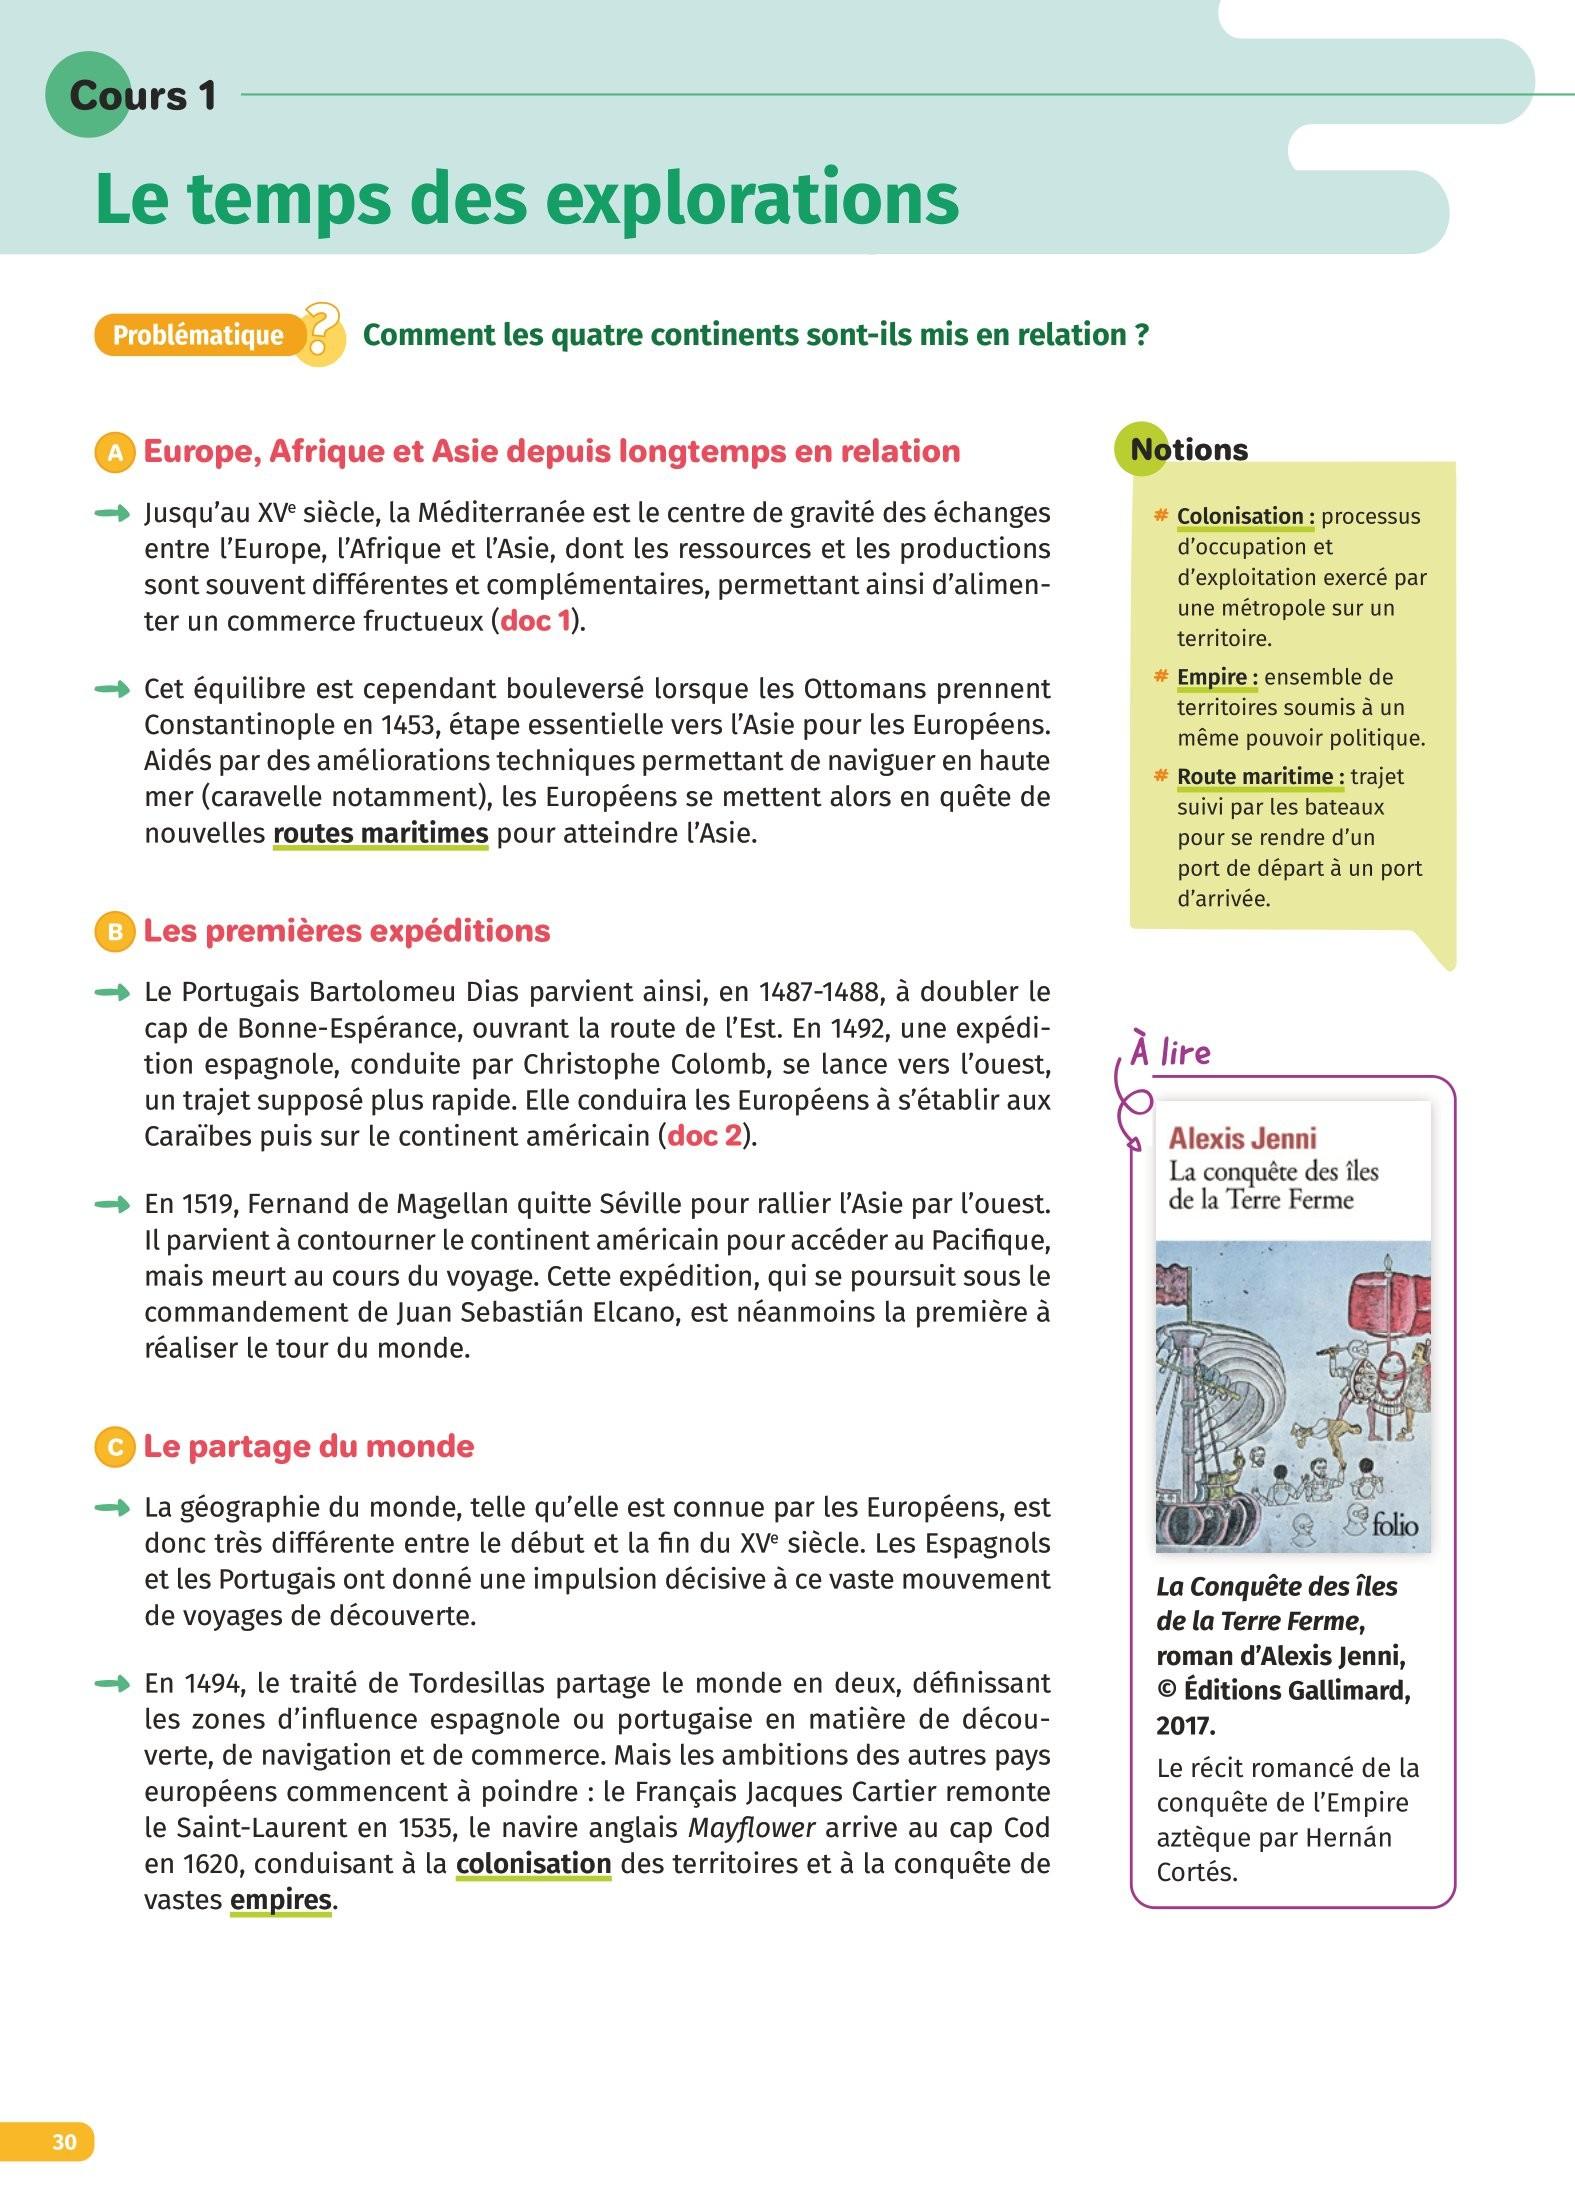 Cours 1
Le temps des explorations
Problématique ?
Comment les quatre continents sont-ils mis en relation ?
A Europe, Afrique et Asie depuis longtemps en relation
Jusqu’au XVe siècle, la Méditerranée est le centre de gravité des échanges
entre l’Europe, l’Afrique et l’Asie, dont les ressources et les productions
sont souvent différentes et complémentaires, permettant ainsi d’alimen-
ter un commerce fructueux (doc 1).
Cet équilibre est cependant bouleversé lorsque les Ottomans prennent
Constantinople en 1453, étape essentielle vers l’Asie pour les Européens.
Aidés par des améliorations techniques permettant de naviguer en haute
mer (caravelle notamment), les Européens se mettent alors en quête de
nouvelles routes maritimes pour atteindre l’Asie.
B Les premières expéditions
Le Portugais Bartolomeu Dias parvient ainsi, en 1487-1488, à doubler le
cap de Bonne-Espérance, ouvrant la route de l’Est. En 1492, une expédi-
tion espagnole, conduite par Christophe Colomb, se lance vers l’ouest,
un trajet supposé plus rapide. Elle conduira les Européens à s’établir aux
Caraïbes puis sur le continent américain (doc 2).
En 1519, Fernand de Magellan quitte Séville pour rallier l’Asie par l’ouest.
Il parvient à contourner le continent américain pour accéder au Pacifique,
mais meurt au cours du voyage. Cette expédition, qui se poursuit sous le
commandement de Juan Sebastián Elcano, est néanmoins la première à
réaliser le tour du monde.
C Le partage du monde
La géographie du monde, telle qu’elle est connue par les Européens, est
donc très différente entre le début et la fin du XVe siècle. Les Espagnols
et les Portugais ont donné une impulsion décisive à ce vaste mouvement
de voyages de découverte.
En 1494, le traité de Tordesillas partage le monde en deux, définissant
les zones d’influence espagnole ou portugaise en matière de décou-
verte, de navigation et de commerce. Mais les ambitions des autres pays
européens commencent à poindre : le Français Jacques Cartier remonte
le Saint-Laurent en 1535, le navire anglais Mayflower arrive au cap Cod
en 1620, conduisant à la colonisation des territoires et à la conquête de
vastes empires.
Notions
# Colonisation : processus
d’occupation et
d’exploitation exercé par
une métropole sur un
territoire.
# Empire : ensemble de
territoires soumis à un
même pouvoir politique.
# Route maritime : trajet
suivi par les bateaux
pour se rendre d’un
port de départ à un port
d’arrivée.
À lire
Alexis Jenni
La conquête des îles
de la Terre Ferme
folio
La Conquête des îles
de la Terre Ferme,
roman d’Alexis Jenni,
© Éditions Gallimard,
2017.
Le récit romancé de la
conquête de l’Empire
aztèque par Hernán
Cortés.
30